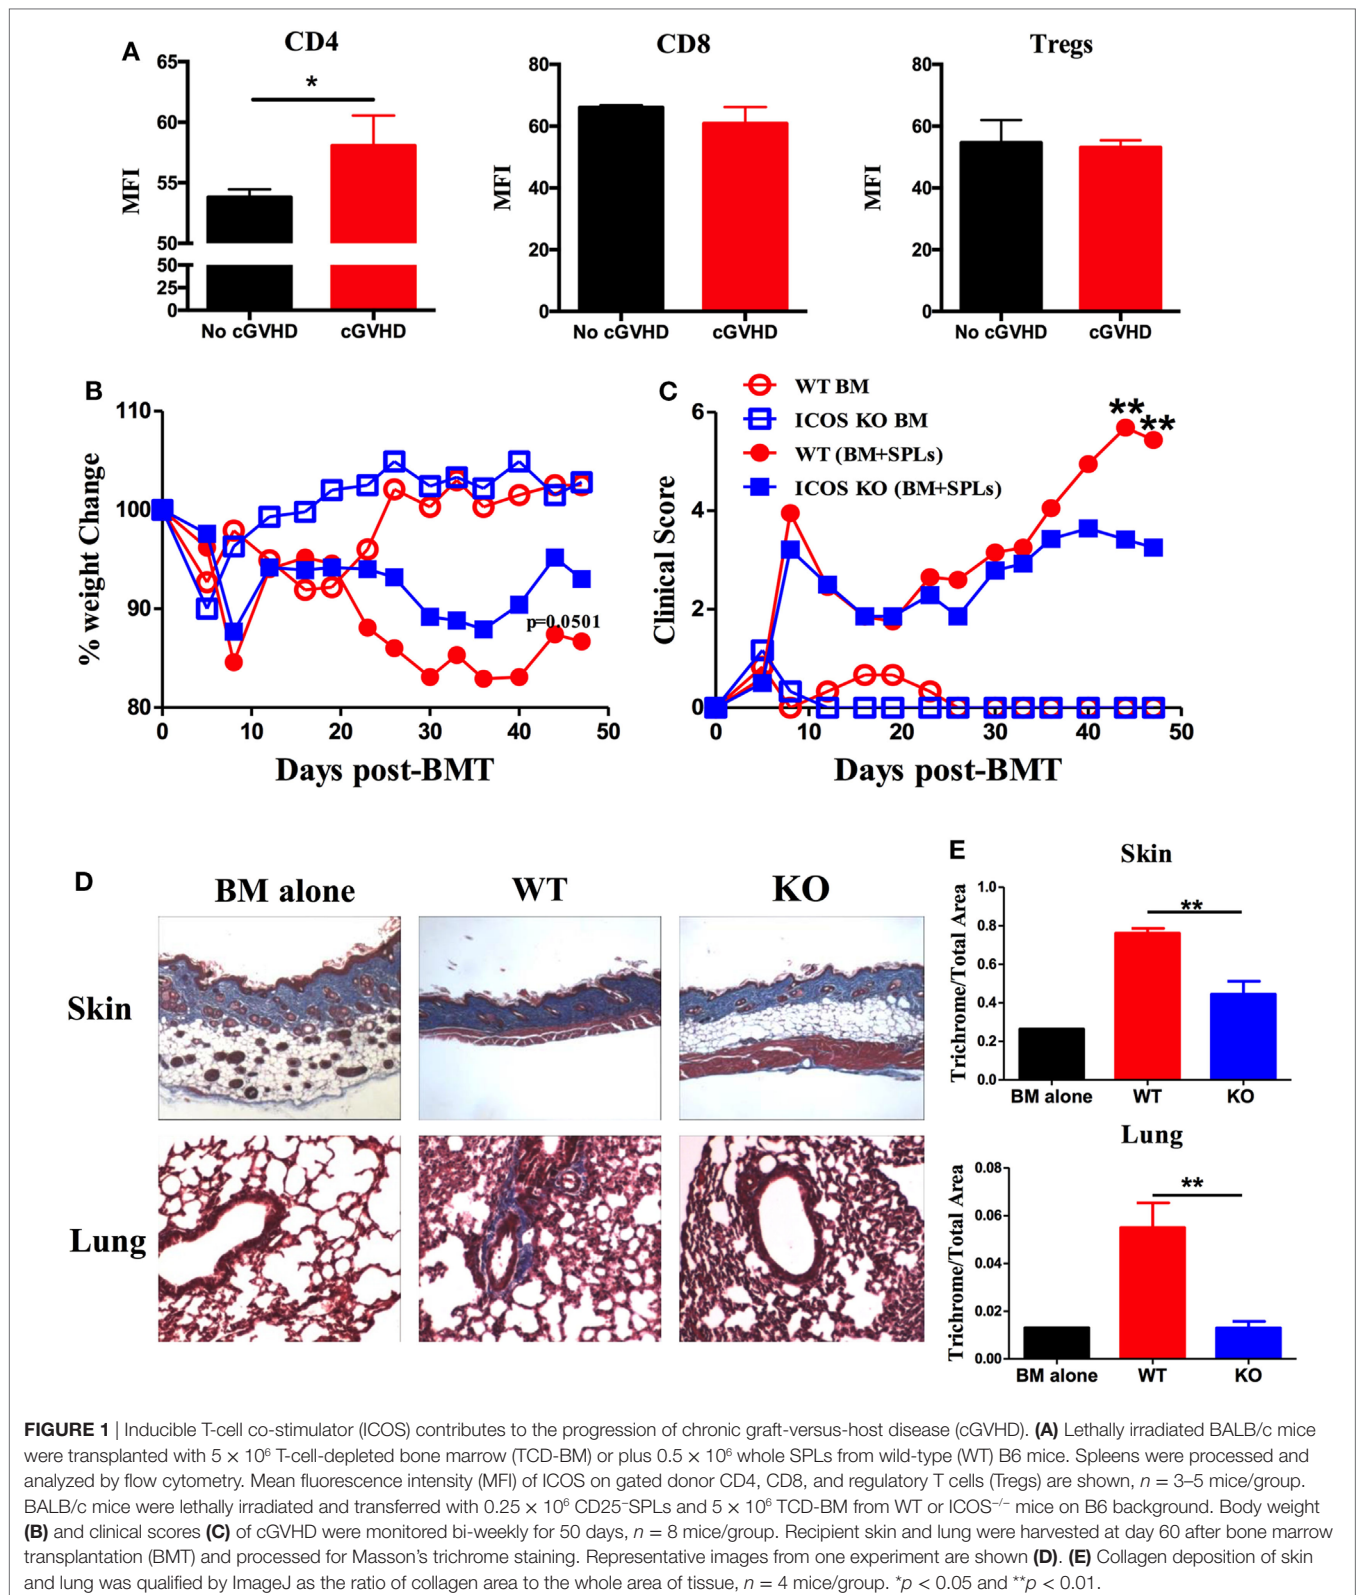 A
CD4
CD8
Tregs
65
60
55
50
50
25
0
MFI
*
No cGVHD
cGVHD
80
60
40
20
0
MFI
No cGVHD
cGVHD
80
60
40
20
0
MFI
No cGVHD
cGVHD
B
110
100
90
80
% weight Change
p=0.0501
0
10
20
30
40
50
Days post-BMT
C
WT BM
ICOS KO BM
WT (BM+SPLs)
ICOS KO (BM+SPLs)
6
4
2
0
Clinical Score
**
**
0
10
20
30
40
50
Days post-BMT
D
BM alone
WT
KO
Skin
Lung
E
Skin
1.0
0.8
0.6
0.4
0.2
0.0
Trichrome/Total Area
**
BM alone
WT
KO
Lung
0.08
0.06
0.04
0.02
0.00
Trichrome/Total Area
**
BM alone
WT
KO
FIGURE 1 | Inducible T-cell co-stimulator (ICOS) contributes to the progression of chronic graft-versus-host disease (cGVHD). (A) Lethally irradiated BALB/c mice
were transplanted with 5 × 10⁶ T-cell-depleted bone marrow (TCD-BM) or plus 0.5 × 10⁶ whole SPLs from wild-type (WT) B6 mice. Spleens were processed and
analyzed by flow cytometry. Mean fluorescence intensity (MFI) of ICOS on gated donor CD4, CD8, and regulatory T cells (Tregs) are shown, n = 3–5 mice/group.
BALB/c mice were lethally irradiated and transferred with 0.25 × 10⁶ CD25⁻SPLs and 5 × 10⁶ TCD-BM from WT or ICOS⁻/⁻ mice on B6 background. Body weight
(B) and clinical scores (C) of cGVHD were monitored bi-weekly for 50 days, n = 8 mice/group. Recipient skin and lung were harvested at day 60 after bone marrow
transplantation (BMT) and processed for Masson's trichrome staining. Representative images from one experiment are shown (D). (E) Collagen deposition of skin
and lung was qualified by ImageJ as the ratio of collagen area to the whole area of tissue, n = 4 mice/group. *p < 0.05 and **p < 0.01.